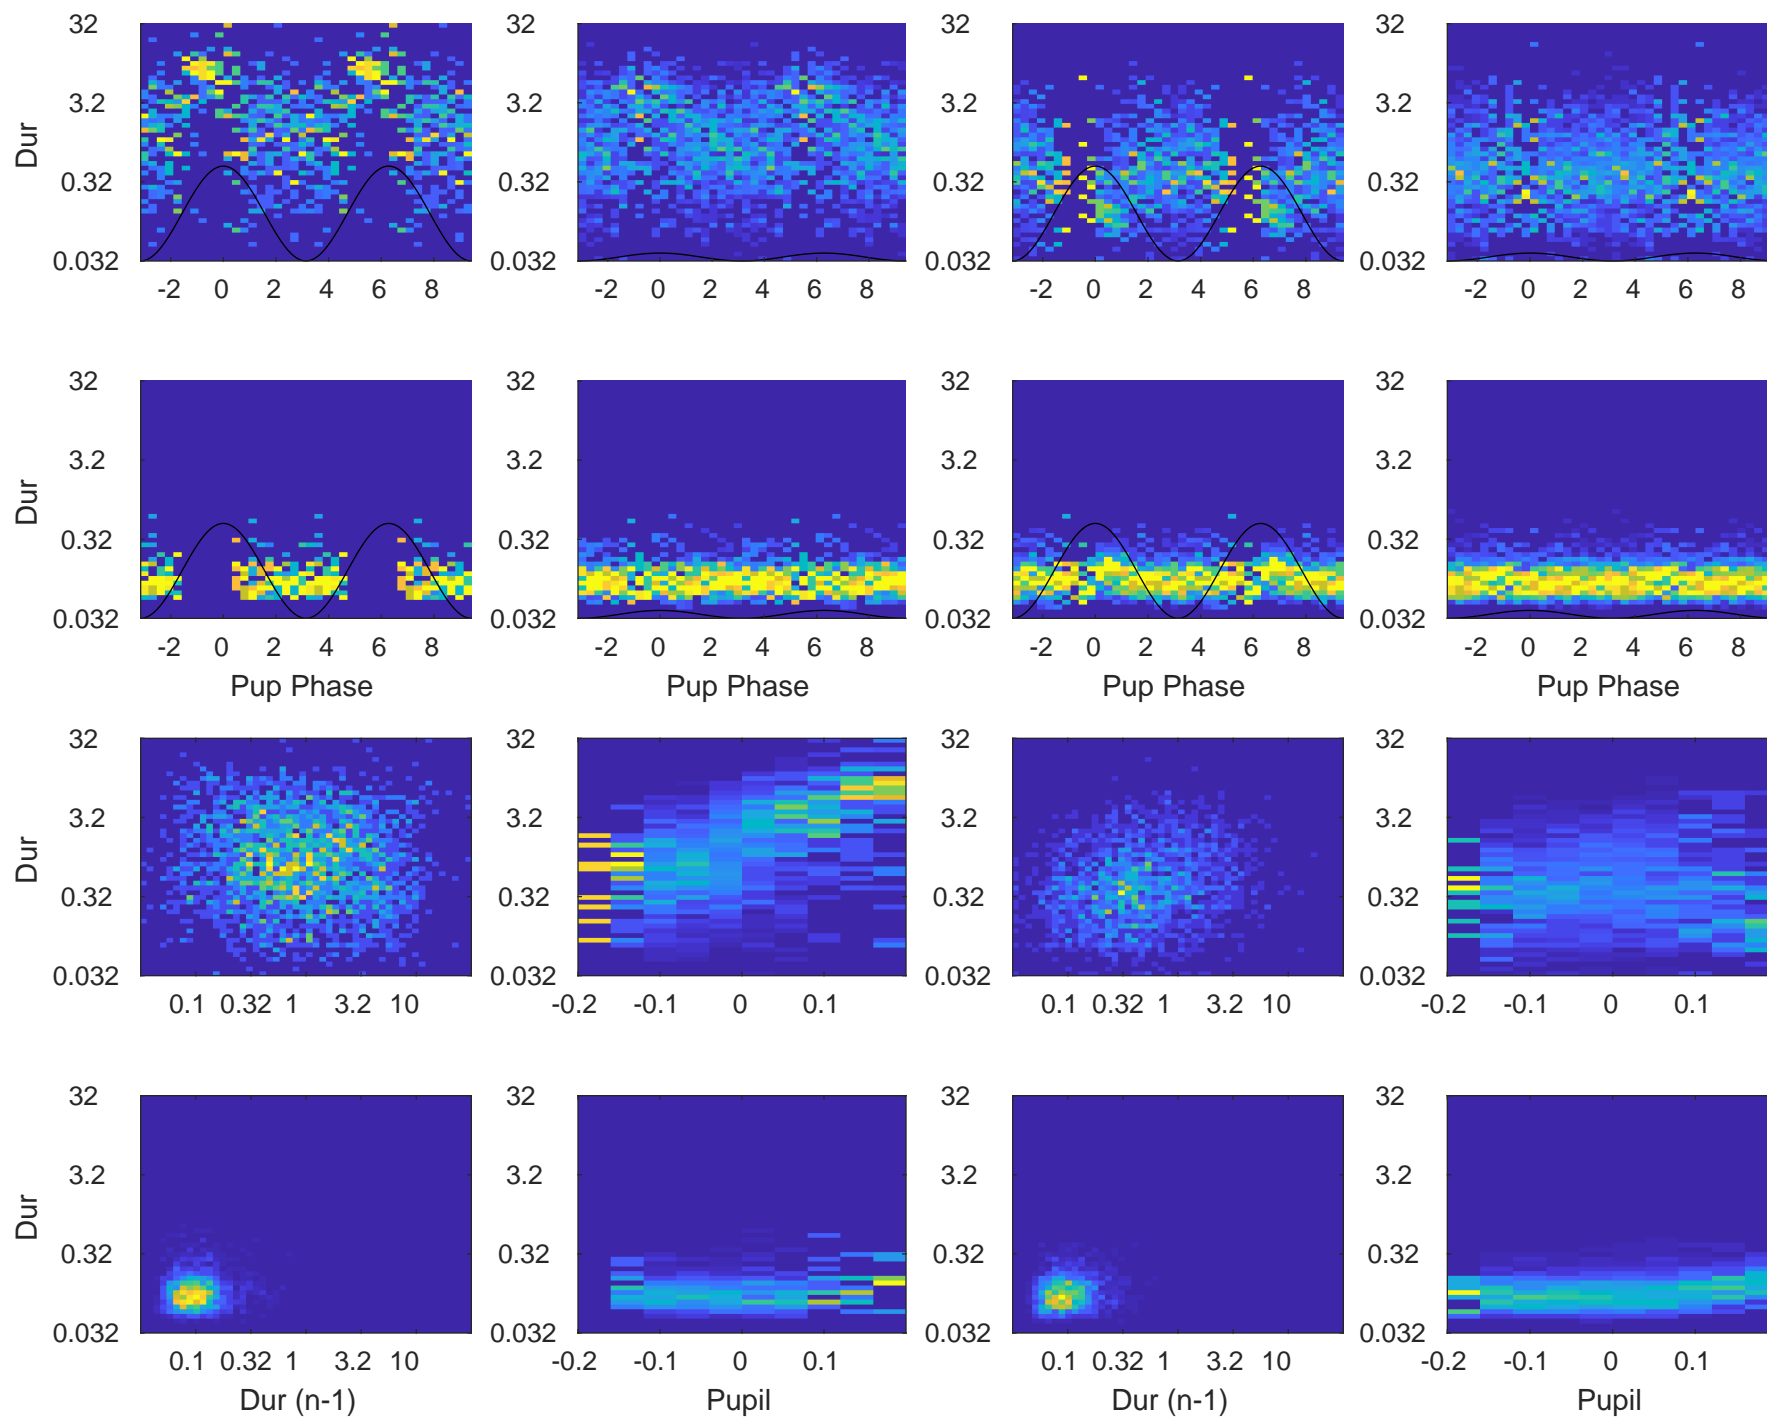 32 32 32 32
Dur 3.2 3.2 3.2 3.2
0.32 0.32 0.32 0.32
0.032 0.032 0.032 0.032
-2 0 2 4 6 8 -2 0 2 4 6 8 -2 0 2 4 6 8 -2 0 2 4 6 8
32 32 32 32
Dur 3.2 3.2 3.2 3.2
0.32 0.32 0.32 0.32
0.032 0.032 0.032 0.032
-2 0 2 4 6 8 -2 0 2 4 6 8 -2 0 2 4 6 8 -2 0 2 4 6 8
Pup Phase Pup Phase Pup Phase Pup Phase
32 32 32 32
Dur 3.2 3.2 3.2 3.2
0.32 0.32 0.32 0.32
0.032 0.032 0.032 0.032
0.1 0.32 1 3.2 10 -0.2 -0.1 0 0.1 0.1 0.32 1 3.2 10 -0.2 -0.1 0 0.1
32 32 32 32
Dur 3.2 3.2 3.2 3.2
0.32 0.32 0.32 0.32
0.032 0.032 0.032 0.032
0.1 0.32 1 3.2 10 -0.2 -0.1 0 0.1 0.1 0.32 1 3.2 10 -0.2 -0.1 0 0.1
Dur (n-1) Pupil Dur (n-1) Pupil